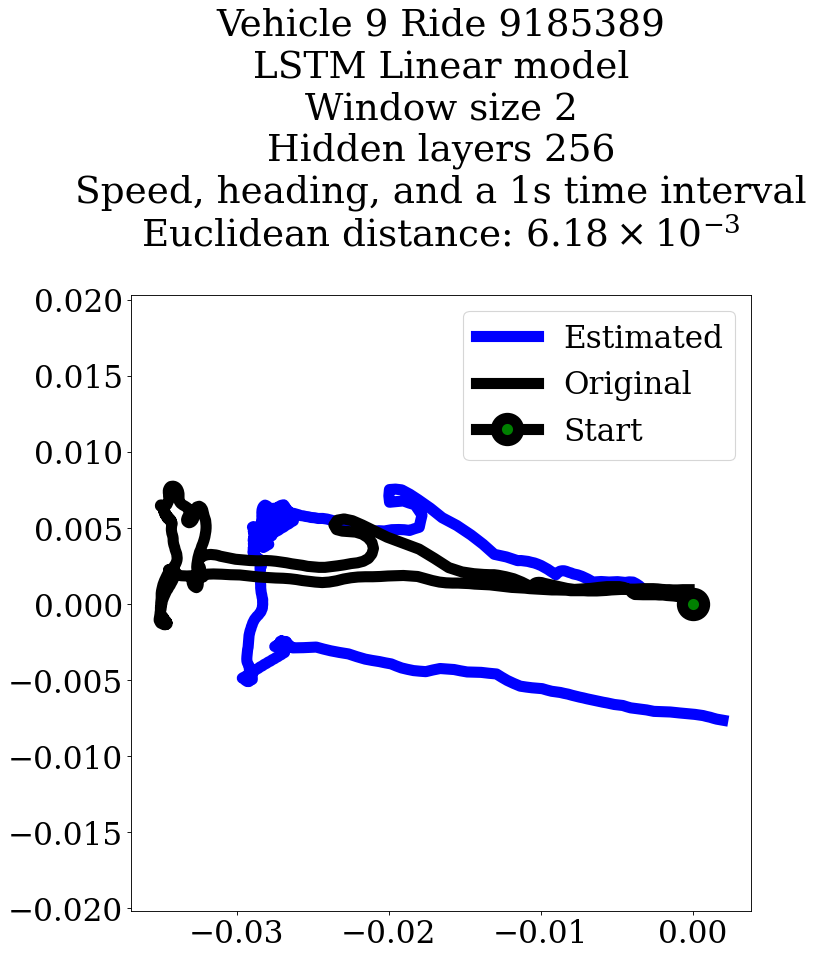 Vehicle 9 Ride 9185389
LSTM Linear model
Window size 2
Hidden layers 256
Speed, heading, and a 1s time interval
Euclidean distance: 6.18 × 10⁻³
Estimated
Original
Start
0.020
0.015
0.010
0.005
0.000
−0.005
−0.010
−0.015
−0.020
−0.03 −0.02 −0.01 0.00